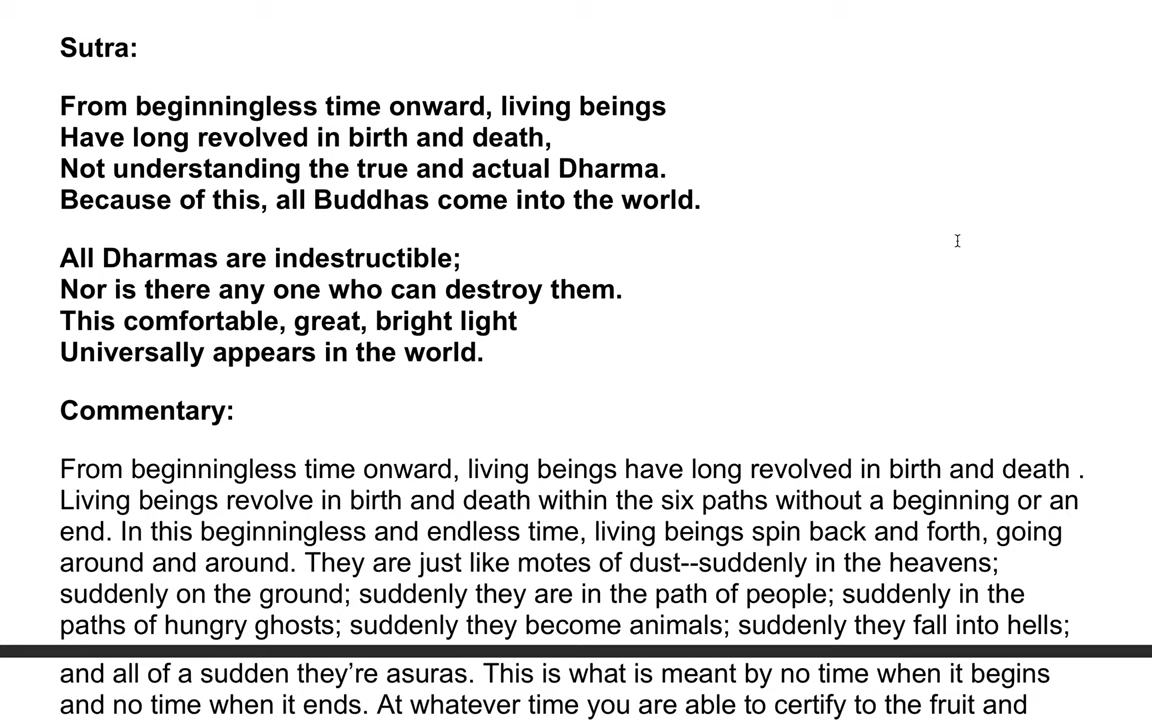 Sutra:
From beginningless time onward, living beings
Have long revolved in birth and death,
Not understanding the true and actual Dharma.
Because of this, all Buddhas come into the world.
All Dharmas are indestructible;
Nor is there any one who can destroy them.
This comfortable, great, bright light
Universally appears in the world.
Commentary:
From beginningless time onward, living beings have long revolved in birth and death .
Living beings revolve in birth and death within the six paths without a beginning or an
end. In this beginningless and endless time, living beings spin back and forth, going
around and around. They are just like motes of dust--suddenly in the heavens;
suddenly on the ground; suddenly they are in the path of people; suddenly in the
paths of hungry ghosts; suddenly they become animals; suddenly they fall into hells;
and all of a sudden they’re asuras. This is what is meant by no time when it begins
and no time when it ends. At whatever time you are able to certify to the fruit and